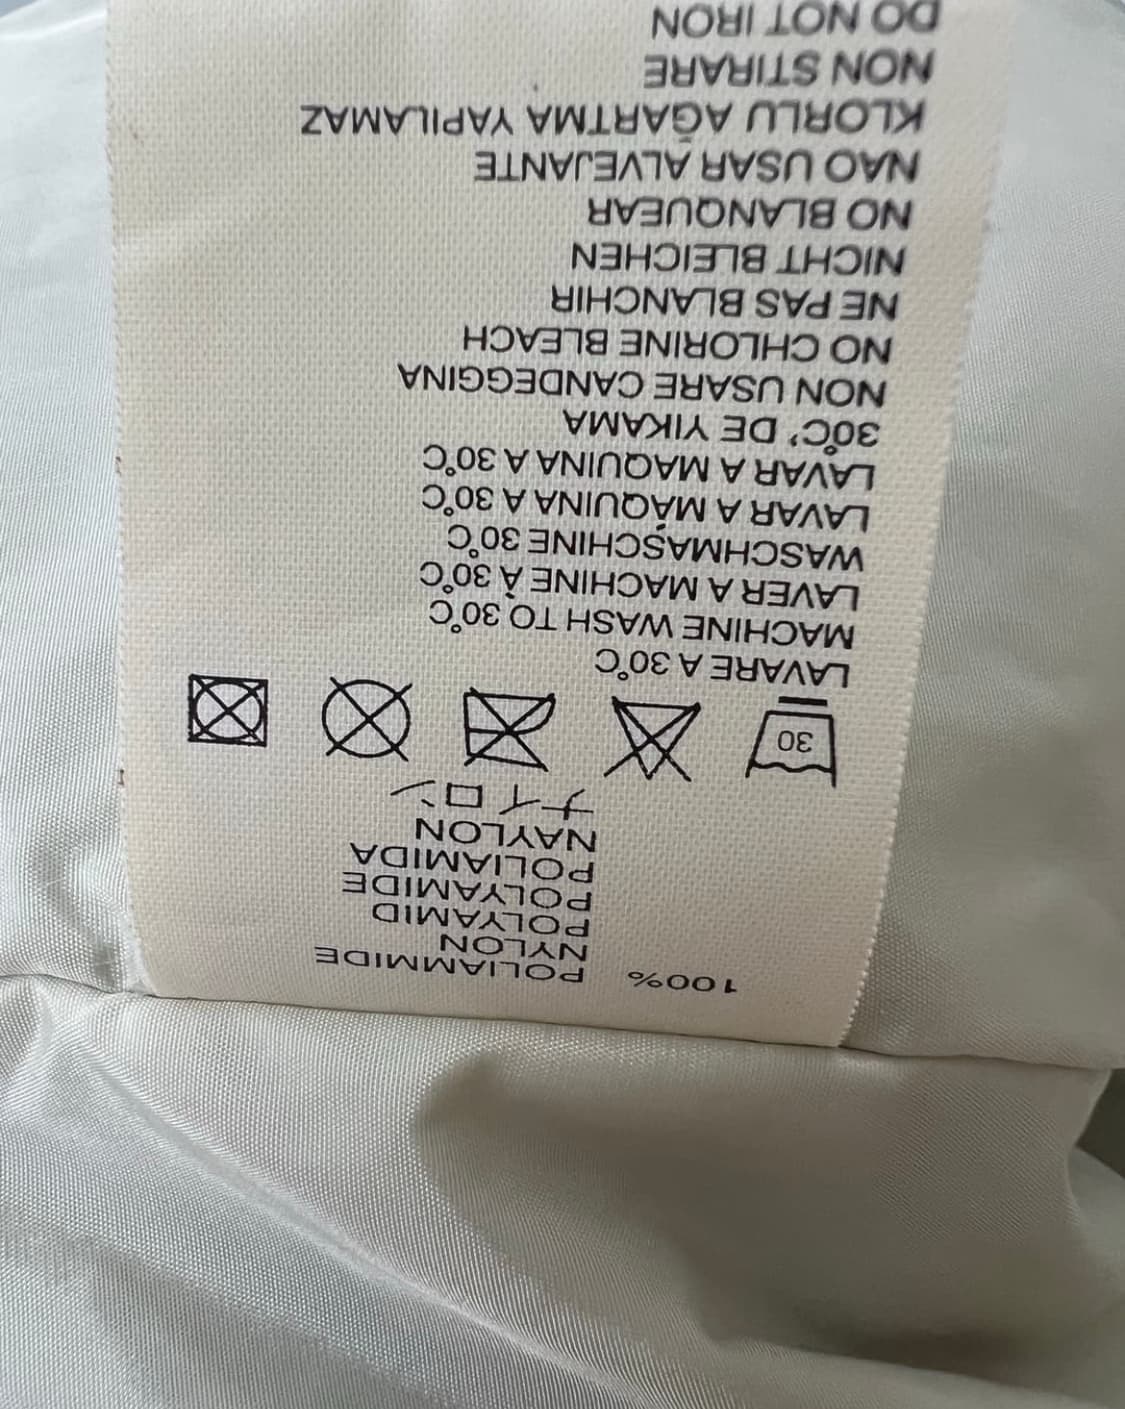 100% POLIAMMIDE
NYLON
POLYAMID
POLYAMIDE
POLIAMIDA
NAYLON
ナイロン
30
LAVARE A 30°C
MACHINE WASH TO 30°C
LAVER A MACHINE À 30°C
WASCHMASCHINE 30°C
LAVAR A MÁQUINA A 30°C
LAVAR A MAQUINA A 30°C
30°C' DE YIKAMA
NON USARE CANDEGGINA
NO CHLORINE BLEACH
NE PAS BLANCHIR
NICHT BLEICHEN
NO BLANQUEAR
NAO USAR ALVEJANTE
KLORLU AĞARTMA YAPILAMAZ
NON STIRARE
DO NOT IRON